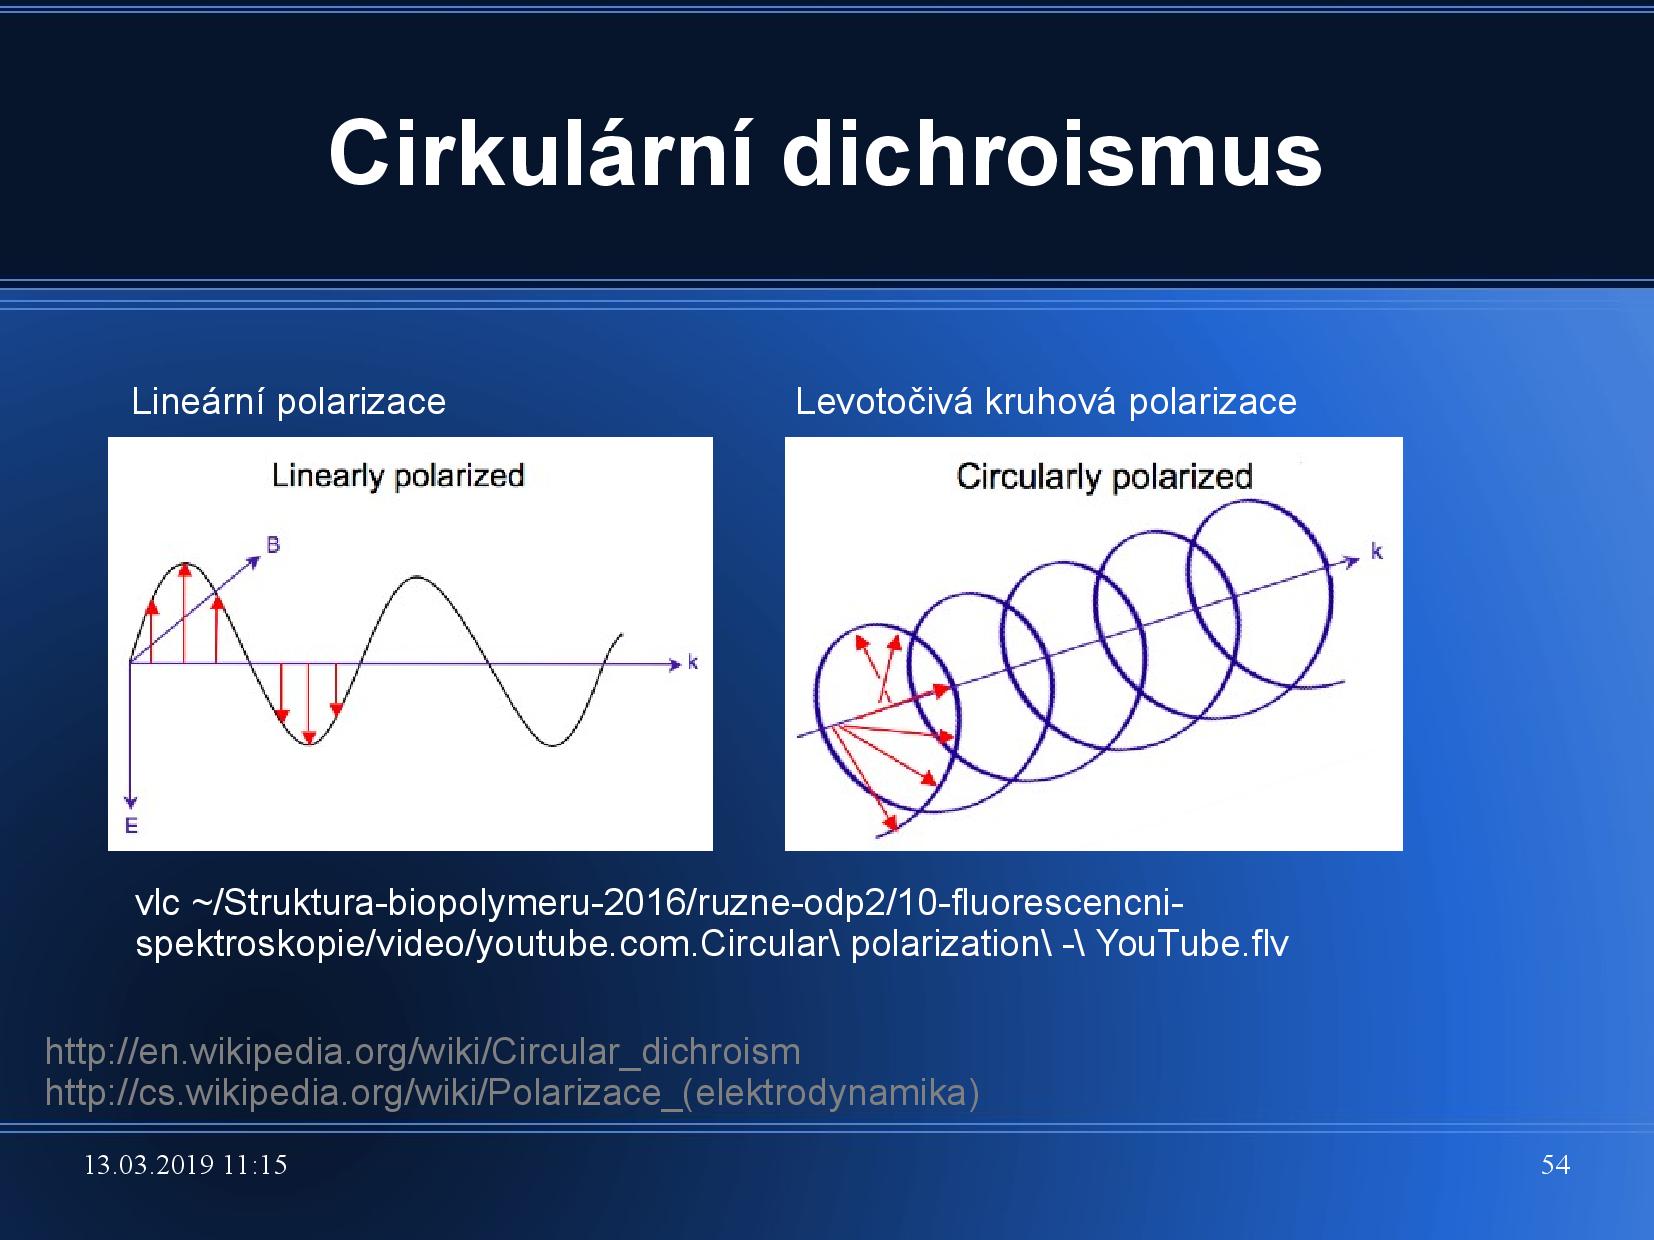 Cirkulární dichroismus
Lineární polarizace
Levotočivá kruhová polarizace
Linearly polarized
B
k
E
Circularly polarized
k
vlc ~/Struktura-biopolymeru-2016/ruzne-odp2/10-fluorescencni-
spektroskopie/video/youtube.com.Circular\ polarization\ -\ YouTube.flv
http://en.wikipedia.org/wiki/Circular_dichroism
http://cs.wikipedia.org/wiki/Polarizace_(elektrodynamika)
13.03.2019 11:15
54